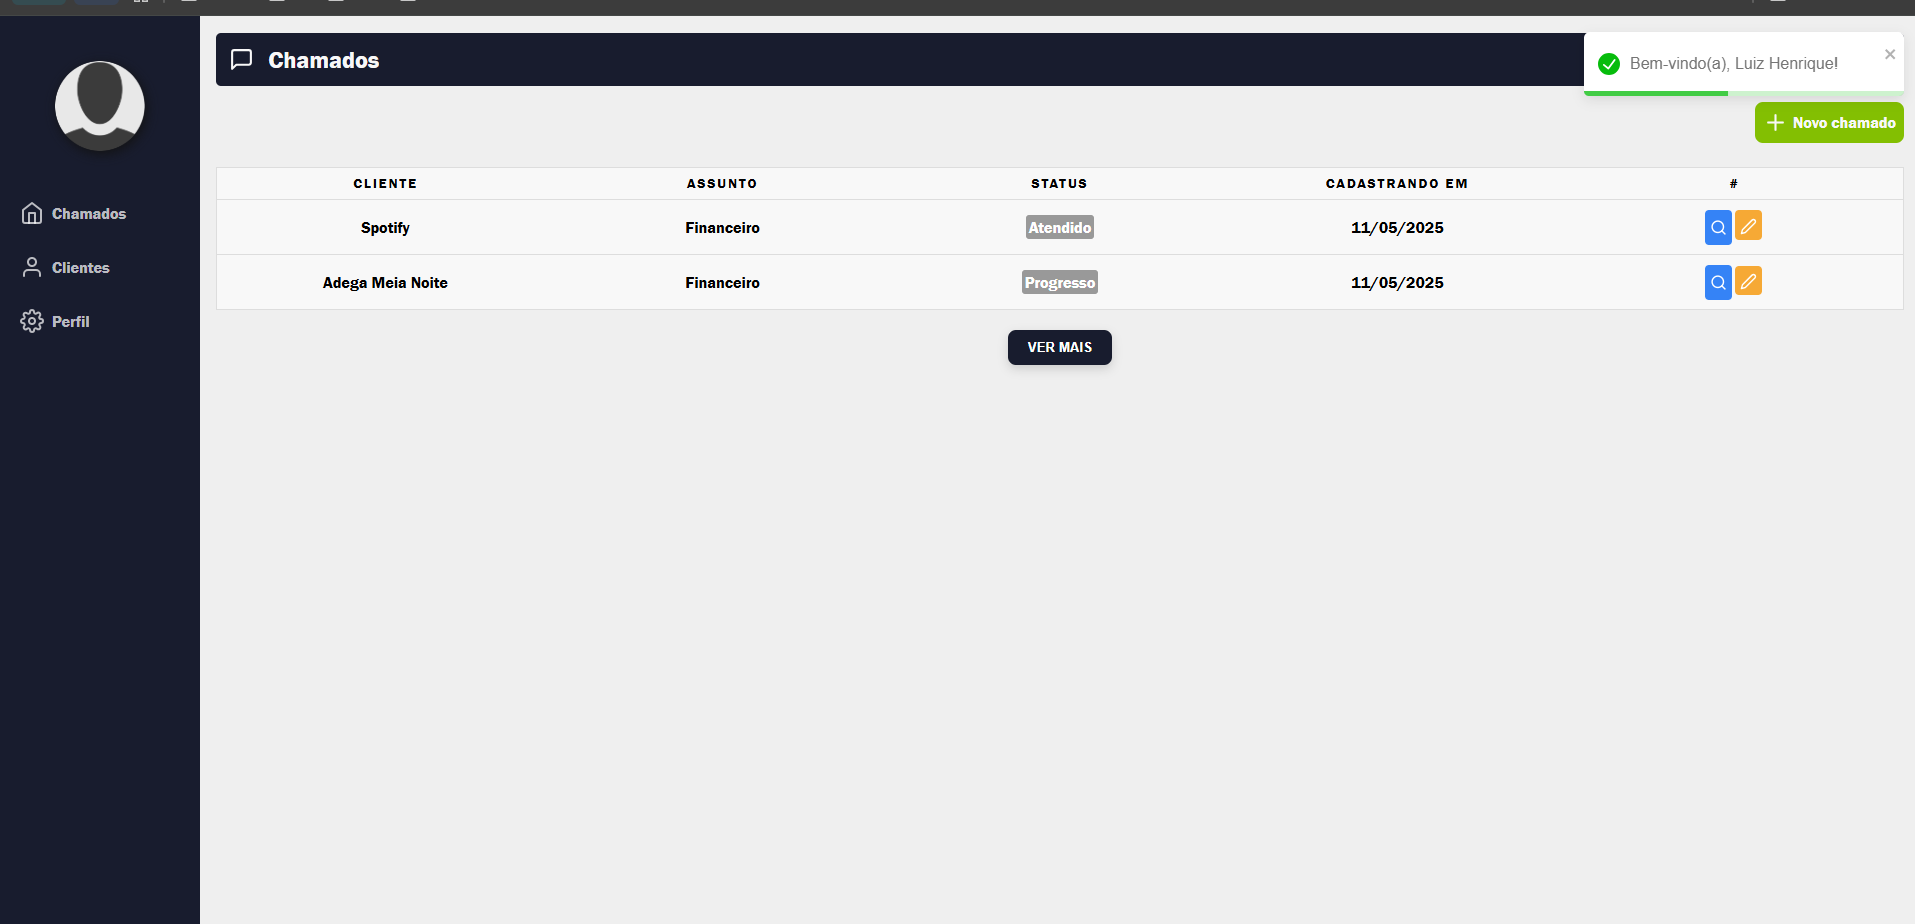 Chamados
Bem-vindo(a), Luiz Henrique!
Novo chamado
Chamados
Clientes
Perfil
CLIENTE ASSUNTO STATUS CADASTRANDO EM #
Spotify Financeiro Atendido 11/05/2025
Adega Meia Noite Financeiro Progresso 11/05/2025
VER MAIS